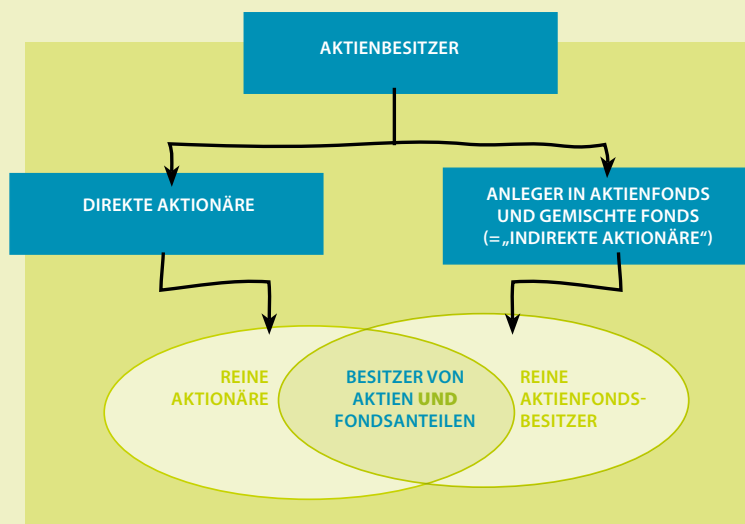 AKTIENBESITZER
DIREKTE AKTIONÄRE
ANLEGER IN AKTIENFONDS
UND GEMISCHTE FONDS
(=„INDIREKTE AKTIONÄRE“)
REINE
AKTIONÄRE
BESITZER VON
AKTIEN UND
FONDSANTEILEN
REINE
AKTIENFONDS-
BESITZER